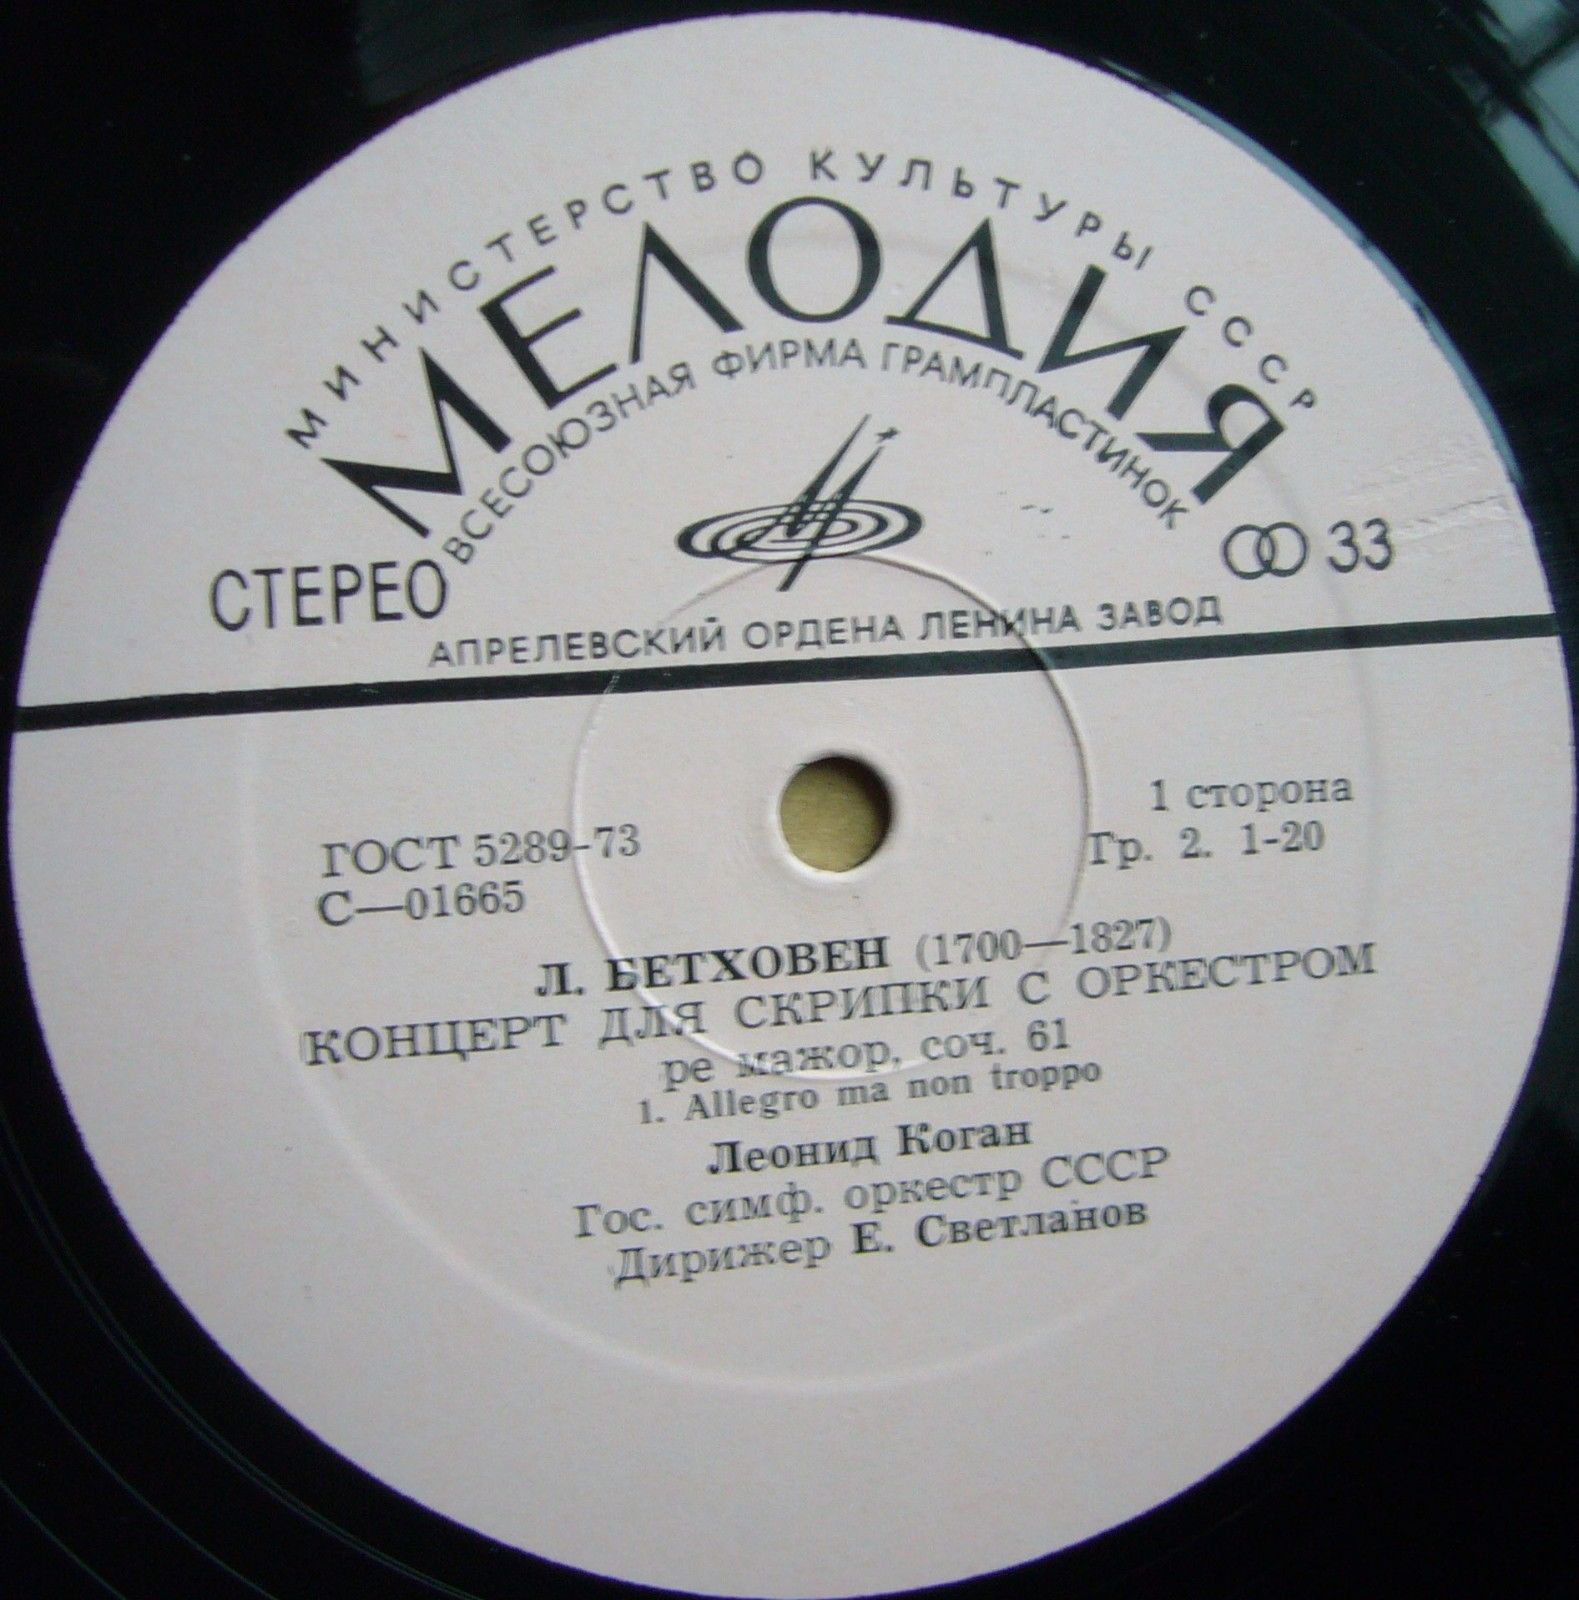 МИНИСТЕРСТВО КУЛЬТУРЫ СССР
МЕЛОДИЯ
ВСЕСОЮЗНАЯ ФИРМА ГРАМПЛАСТИНОК
СТЕРЕО
33
АПРЕЛЕВСКИЙ ОРДЕНА ЛЕНИНА ЗАВОД
1 сторона
ГОСТ 5289-73
Гр. 2. 1-20
С—01665
Л. БЕТХОВЕН (1700—1827)
КОНЦЕРТ ДЛЯ СКРИПКИ С ОРКЕСТРОМ
ре мажор, соч. 61
1. Allegro ma non troppo
Леонид Коган
Гос. симф. оркестр СССР
Дирижер Е. Светланов